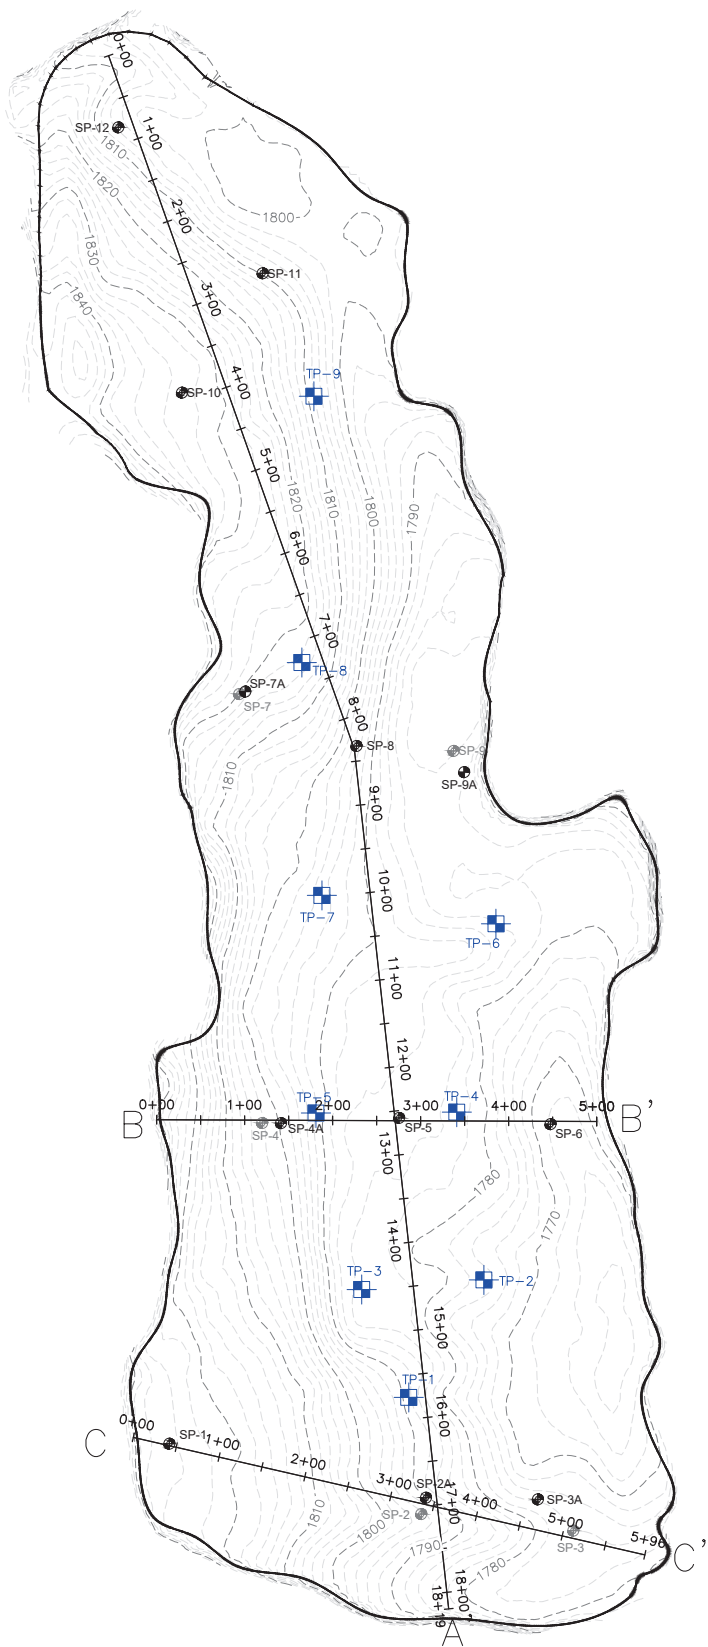 0+00
SP-12
1+00
1810
1820
2+00
1800
1830
SP-11
3+00
1840
TP-9
4+00
SP-10
5+00
1820
1810
1800
1790
6+00
7+00
TP-8
SP-7A
SP-7
8+00
SP-8
SP-9
SP-9A
1810
9+00
10+00
TP-7
TP-6
11+00
12+00
TP-5
TP-4
0+00
1+00
2+00
3+00
4+00
5+00
B
B'
SP-4
SP-4A
SP-5
SP-6
13+00
1780
1770
14+00
TP-3
TP-2
15+00
TP-1
16+00
0+00
C
SP-1
1+00
2+00
3+00
SP-2A
17+00
4+00
SP-3A
SP-2
5+00
SP-3
5+96
C'
1810
1800
1790
1780
18+00
18+19
A'